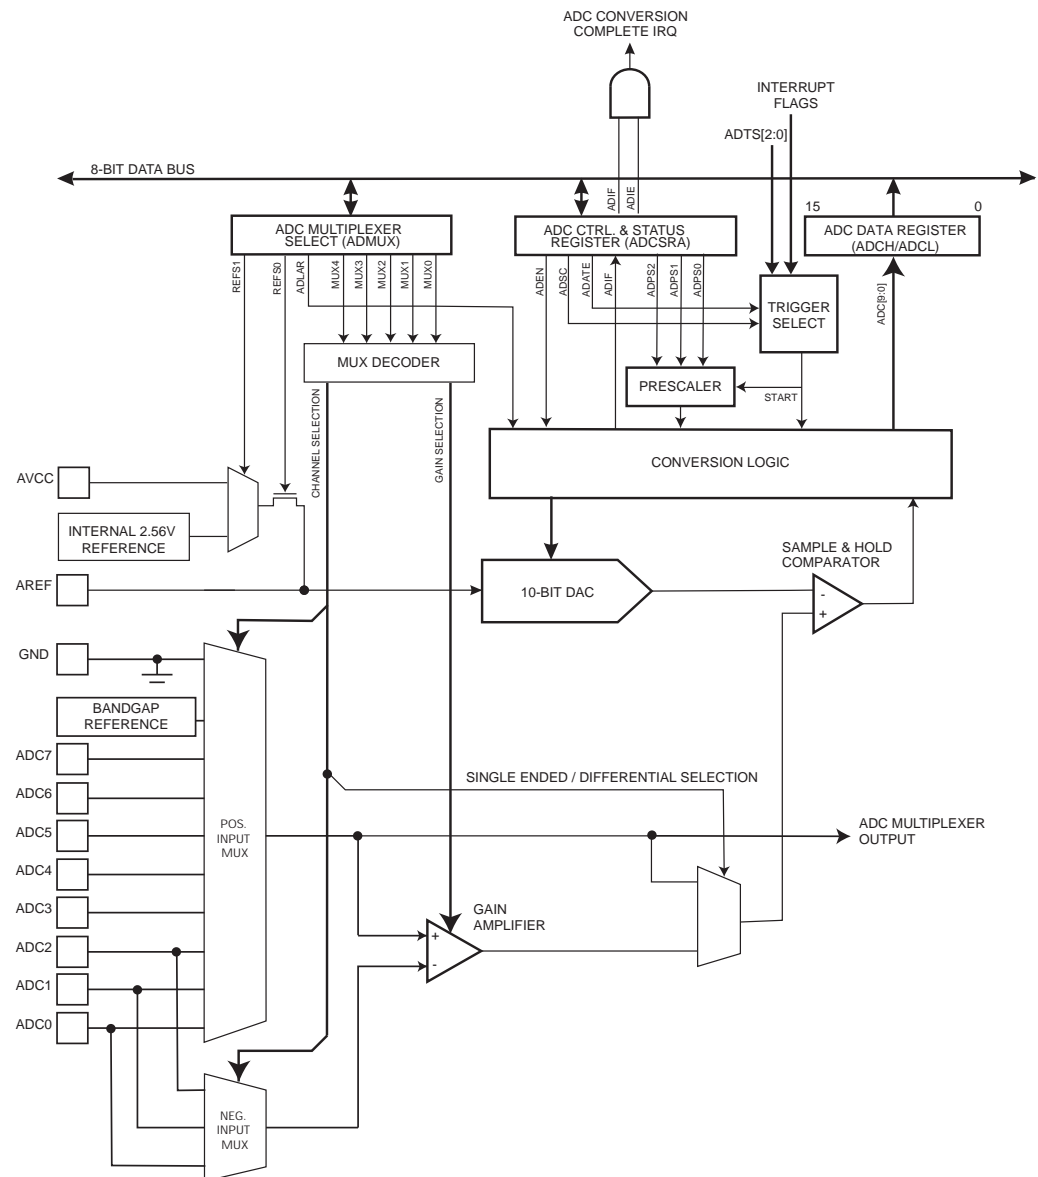 ADC CONVERSION
COMPLETE IRQ
INTERRUPT
FLAGS
ADTS[2:0]
8-BIT DATA BUS
ADIF
ADIE
15
0
ADC MULTIPLEXER
SELECT (ADMUX)
ADC CTRL. & STATUS
REGISTER (ADCSRA)
ADC DATA REGISTER
(ADCH/ADCL)
REFS1
REFS0
ADLAR
MUX4
MUX3
MUX2
MUX1
MUX0
ADEN
ADSC
ADATE
ADIF
ADPS2
ADPS1
ADPS0
ADC[9:0]
TRIGGER
SELECT
MUX DECODER
PRESCALER
START
CHANNEL SELECTION
GAIN SELECTION
CONVERSION LOGIC
AVCC
INTERNAL 2.56V
REFERENCE
SAMPLE & HOLD
COMPARATOR
AREF
10-BIT DAC
-
+
GND
BANDGAP
REFERENCE
ADC7
SINGLE ENDED / DIFFERENTIAL SELECTION
ADC6
ADC5
POS.
INPUT
MUX
ADC MULTIPLEXER
OUTPUT
ADC4
ADC3
GAIN
AMPLIFIER
+
-
ADC2
ADC1
ADC0
NEG.
INPUT
MUX